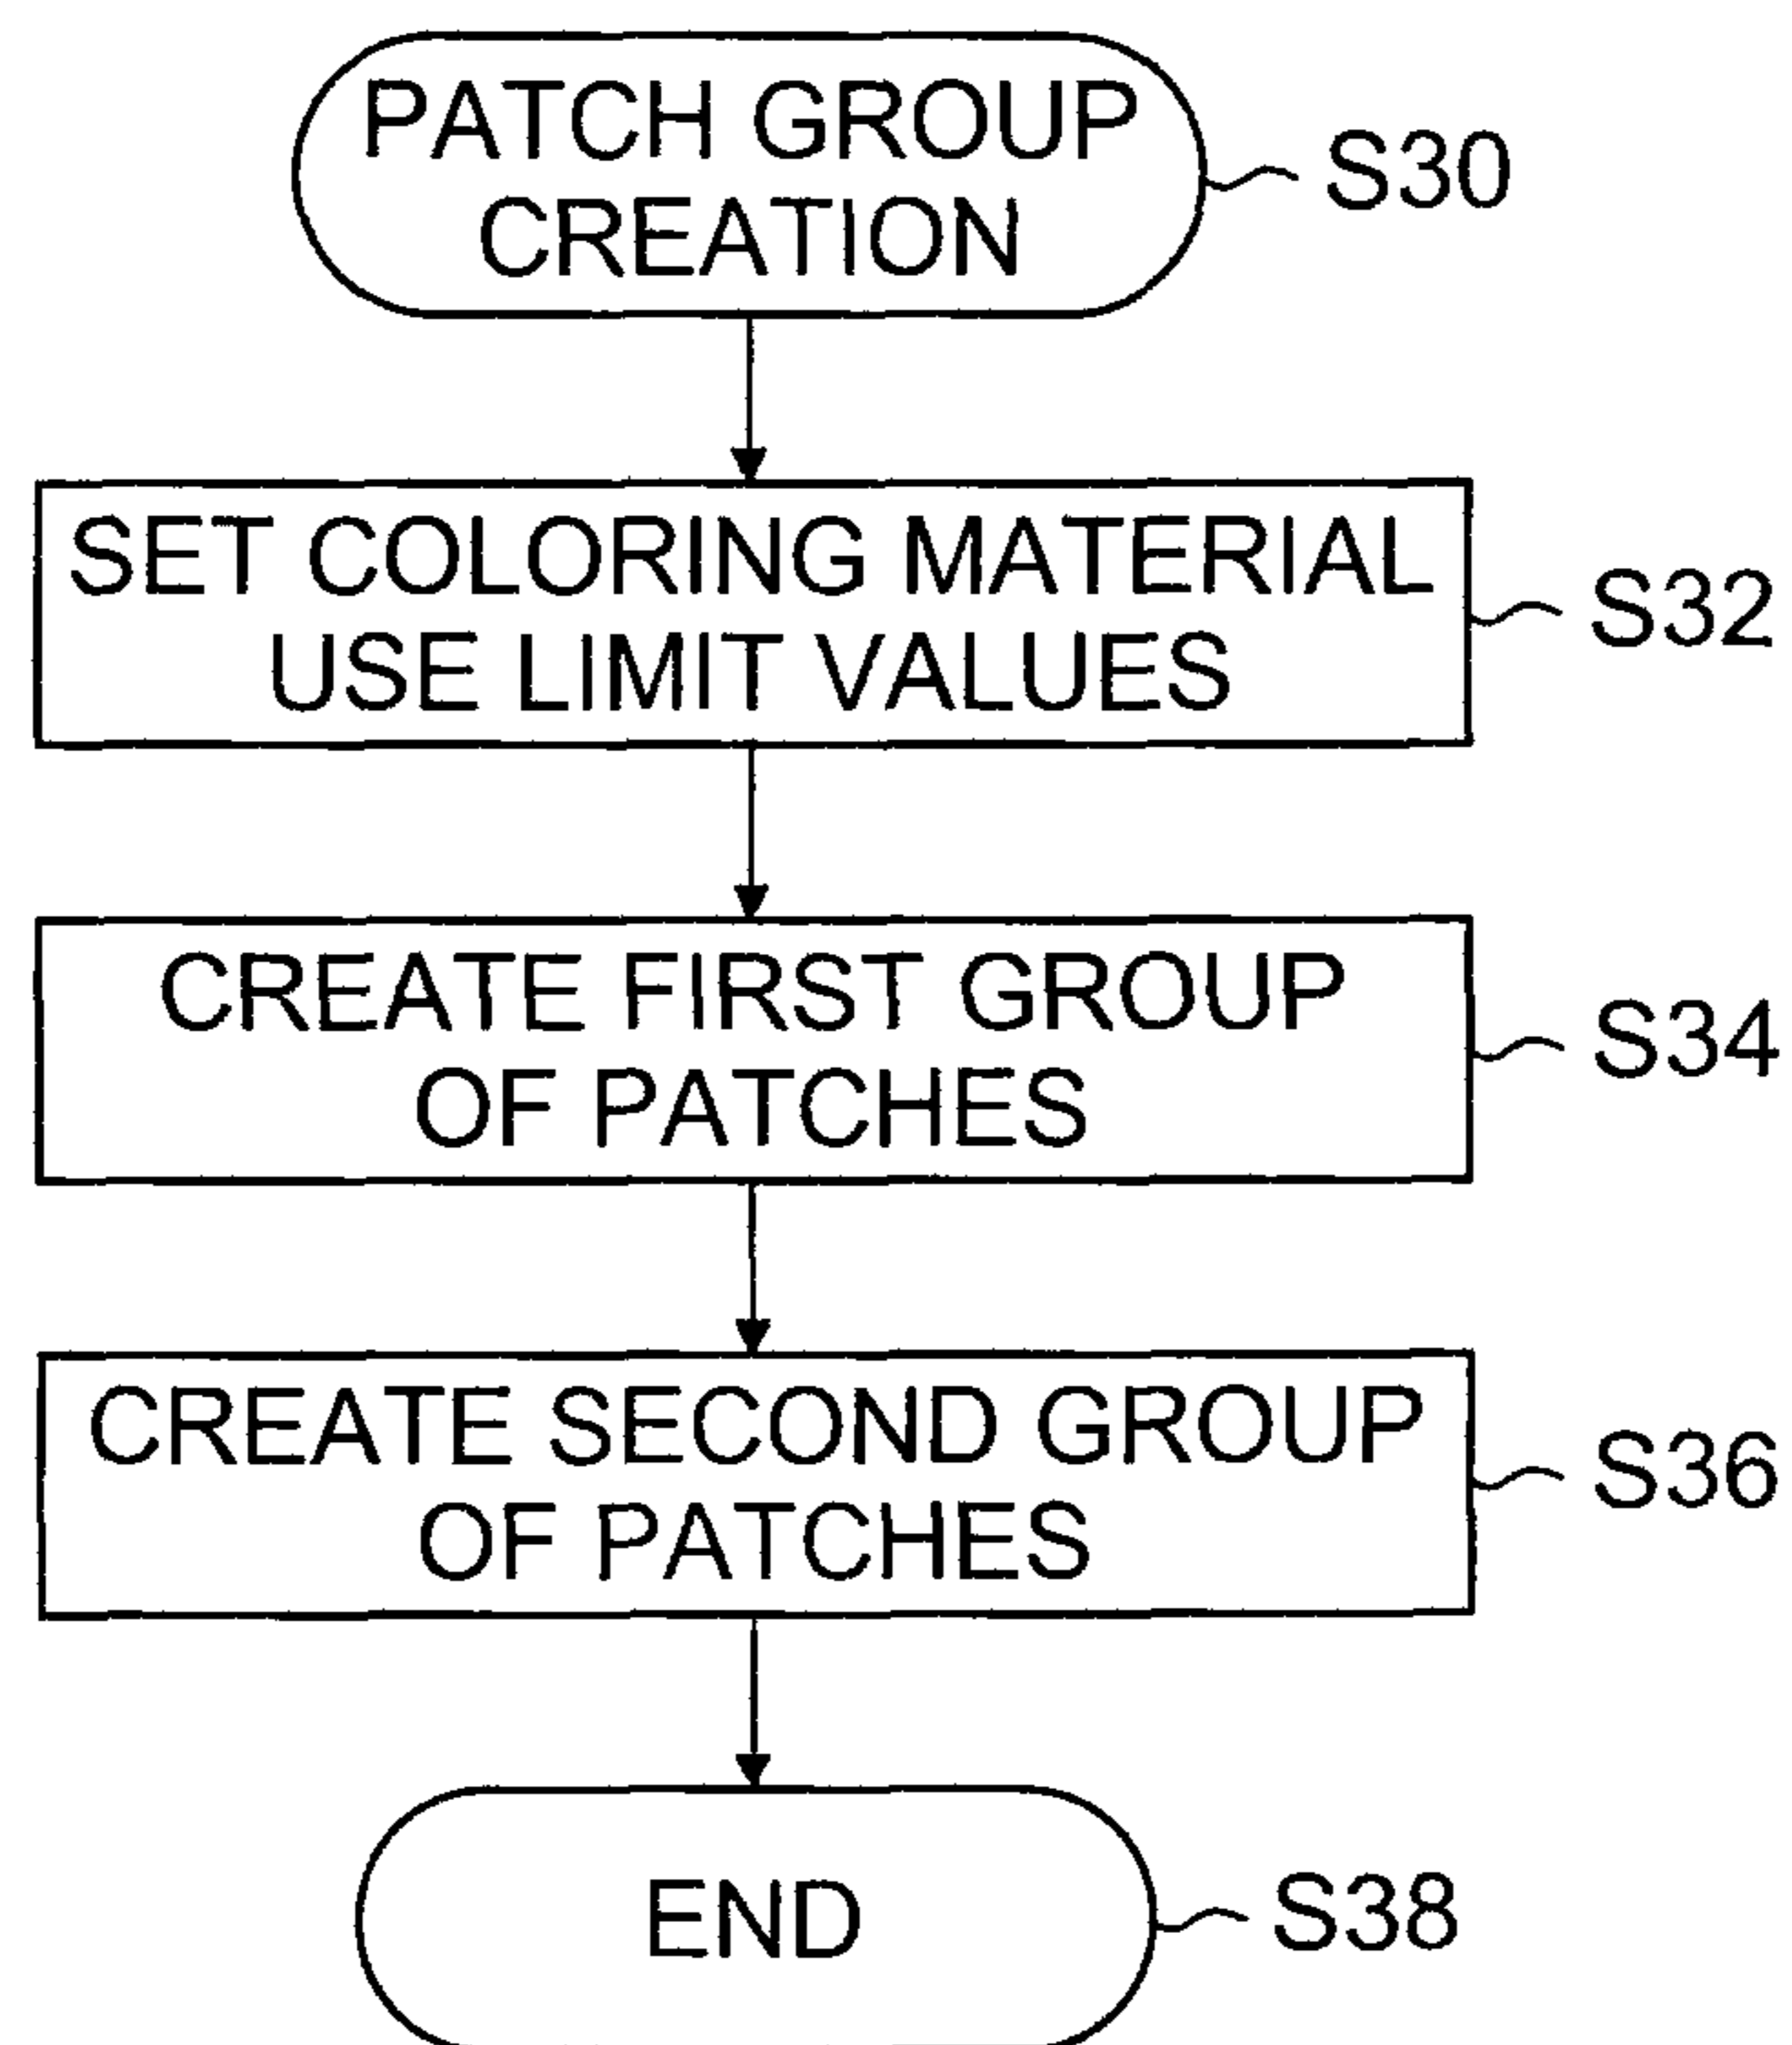 PATCH GROUP
CREATION
S30
SET COLORING MATERIAL
USE LIMIT VALUES
S32
CREATE FIRST GROUP
OF PATCHES
S34
CREATE SECOND GROUP
OF PATCHES
S36
END
S38